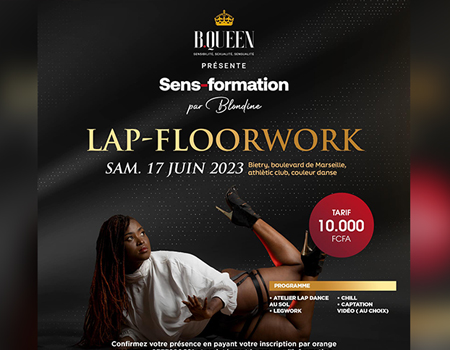 B.QUEEN
SENSIBILITÉ, SEXUALITÉ, SENSUALITÉ
PRÉSENTE
Sens-formation
par Blondine
LAP-FLOORWORK
SAM. 17 JUIN 2023
Bietry, boulevard de Marseille,
athlètic club, couleur danse
TARIF
10.000
FCFA
PROGRAMME
• ATELIER LAP DANCE
AU SOL
• LEGWORK
• CHILL
• CAPTATION
VIDÉO ( AU CHOIX)
Confirmez votre présence en payant votre inscription par orange